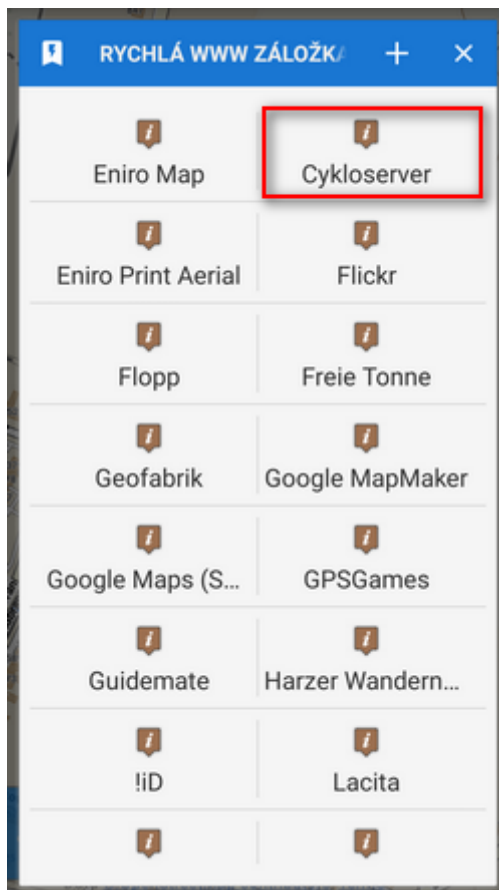 RYCHLÁ WWW ZÁLOŽKA
Eniro Map
Cykloserver
Eniro Print Aerial
Flickr
Flopp
Freie Tonne
Geofabrik
Google MapMaker
Google Maps (S...
GPSGames
Guidemate
Harzer Wandern...
!iD
Lacita